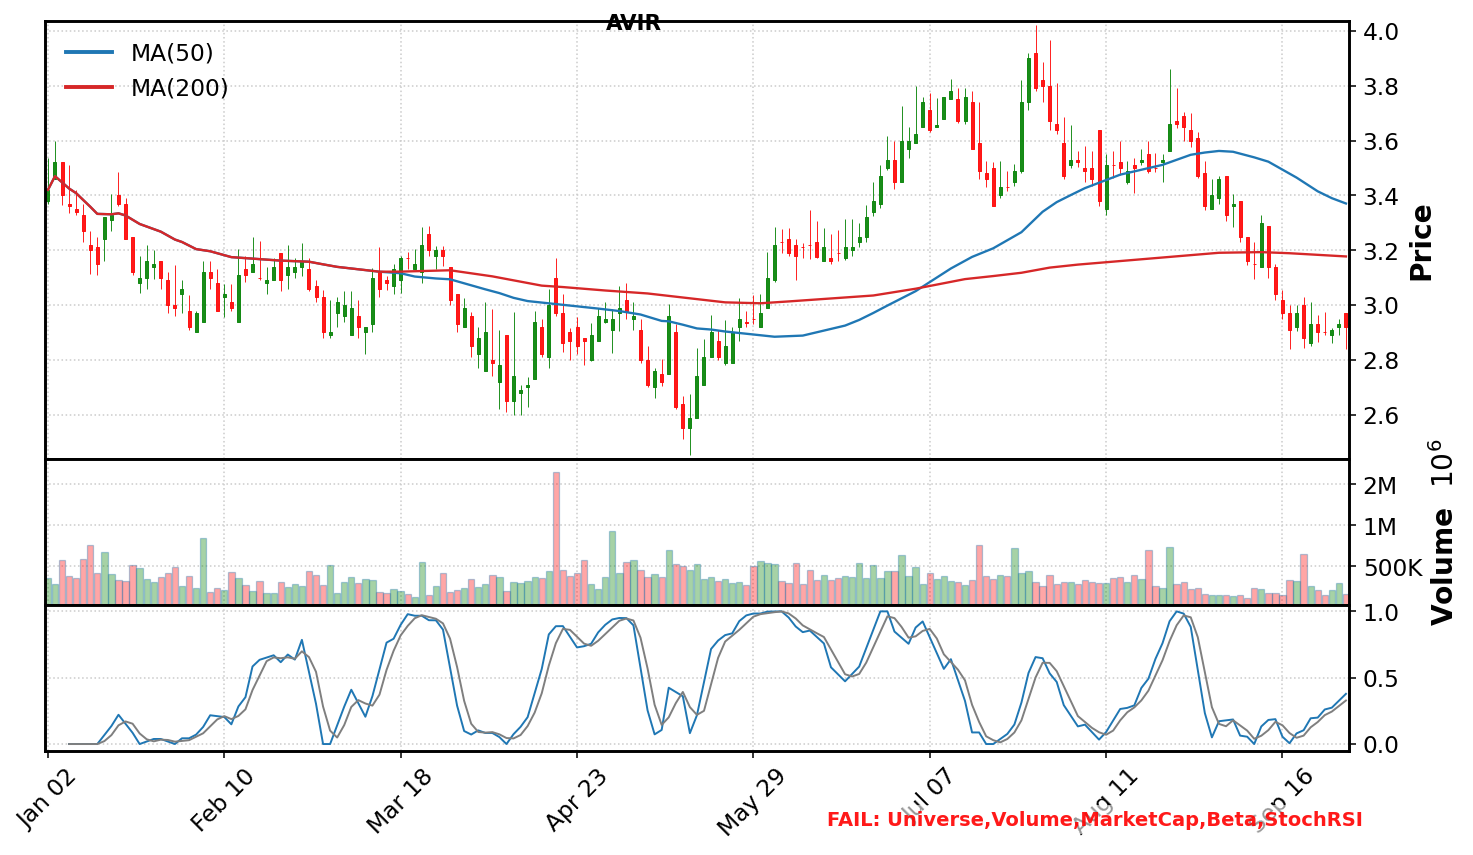 AVIR
MA(50)
MA(200)
4.0
3.8
3.6
3.4
3.2
3.0
2.8
2.6
Price
2M
1M
500K
Volume 10⁶
1.0
0.5
0.0
Jan 02
Feb 10
Mar 18
Apr 23
May 29
Jul 07
Aug 11
Sep 16
FAIL: Universe,Volume,MarketCap,Beta,StochRSI